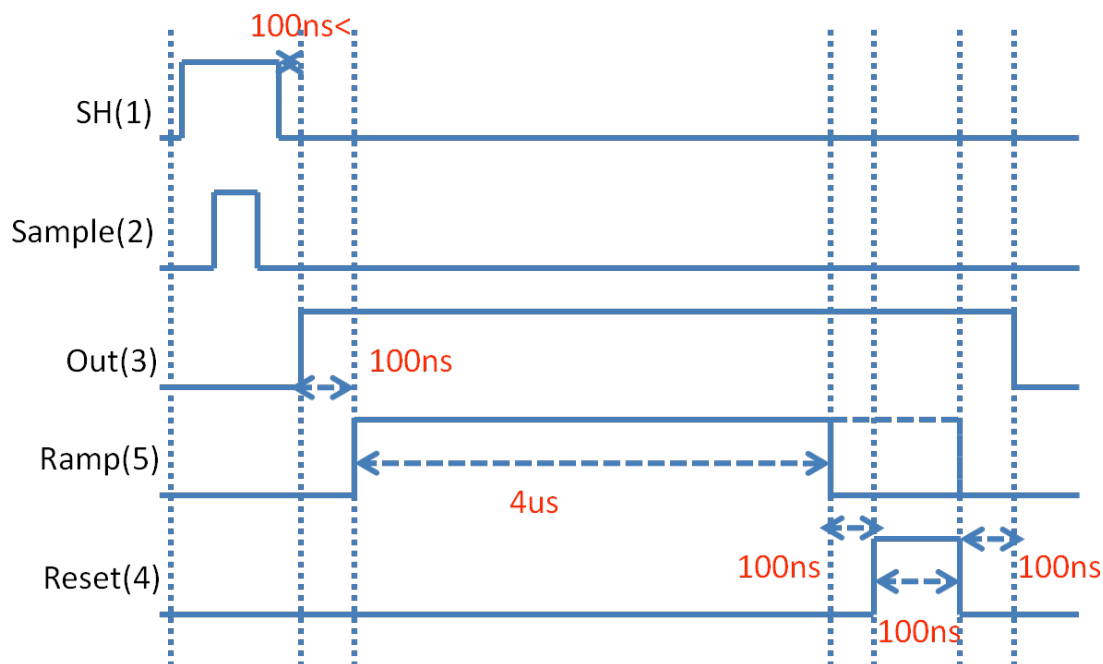 100ns<
SH(1)
Sample(2)
Out(3)
100ns
Ramp(5)
4us
100ns
100ns
Reset(4)
100ns